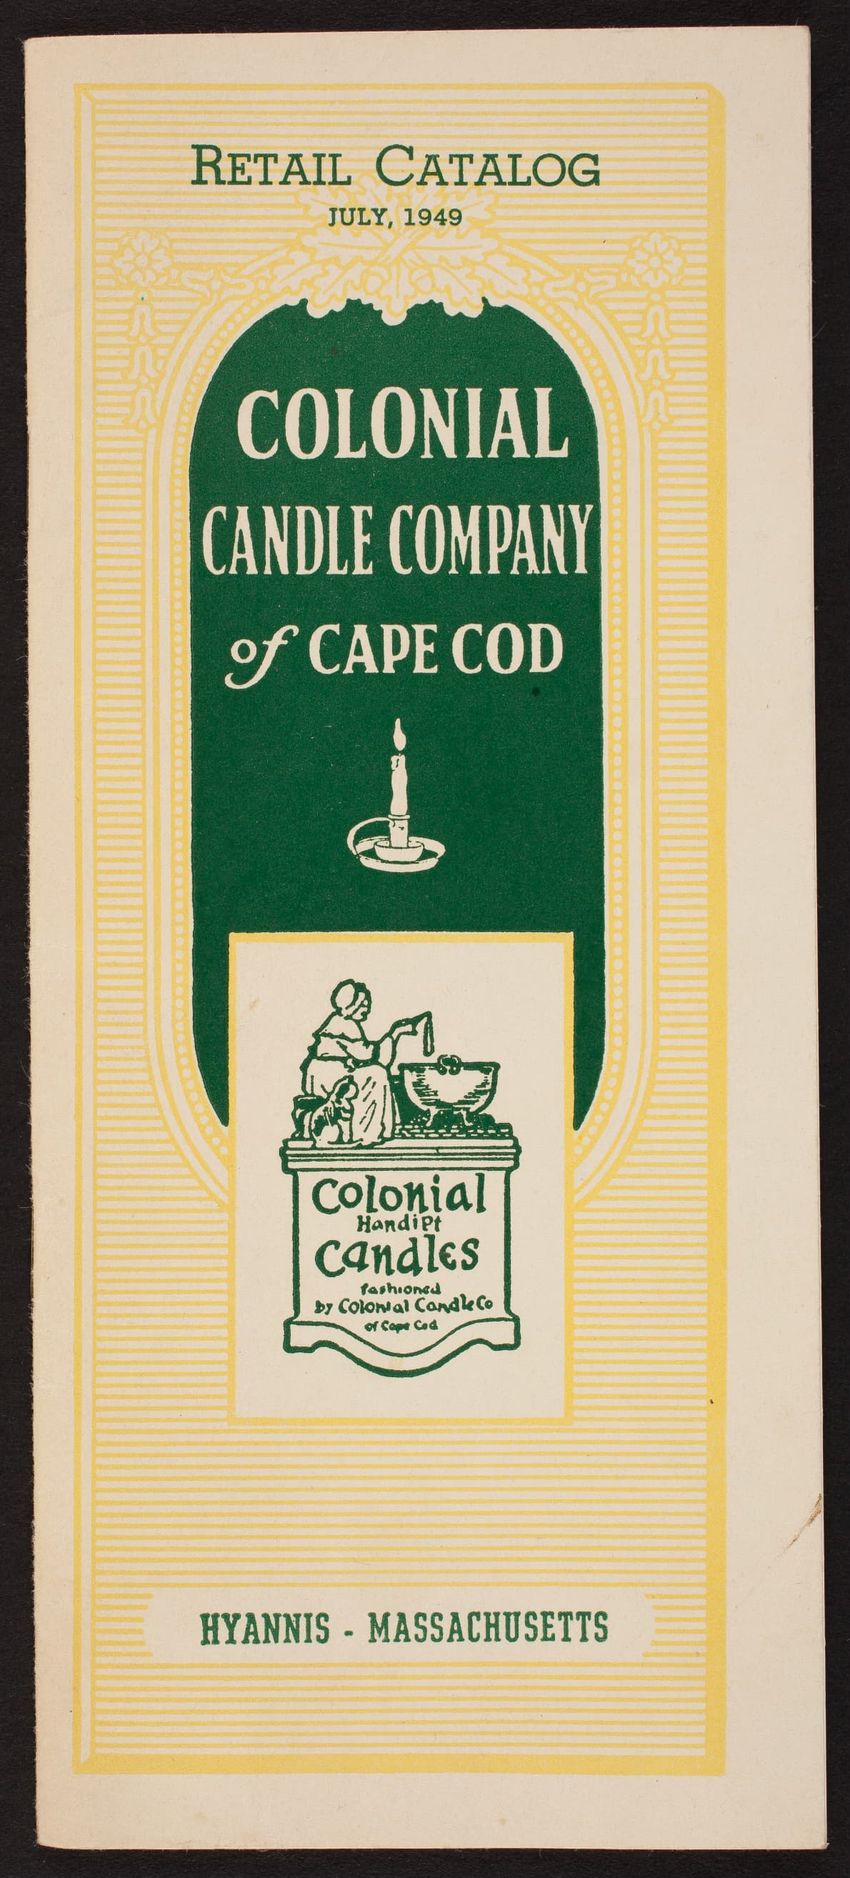 RETAIL CATALOG
JULY, 1949
COLONIAL
CANDLE COMPANY
of CAPE COD
Colonial
HandiPt
Candles
fashioned
by Colonial Candle Co
of Cape Cod
HYANNIS - MASSACHUSETTS